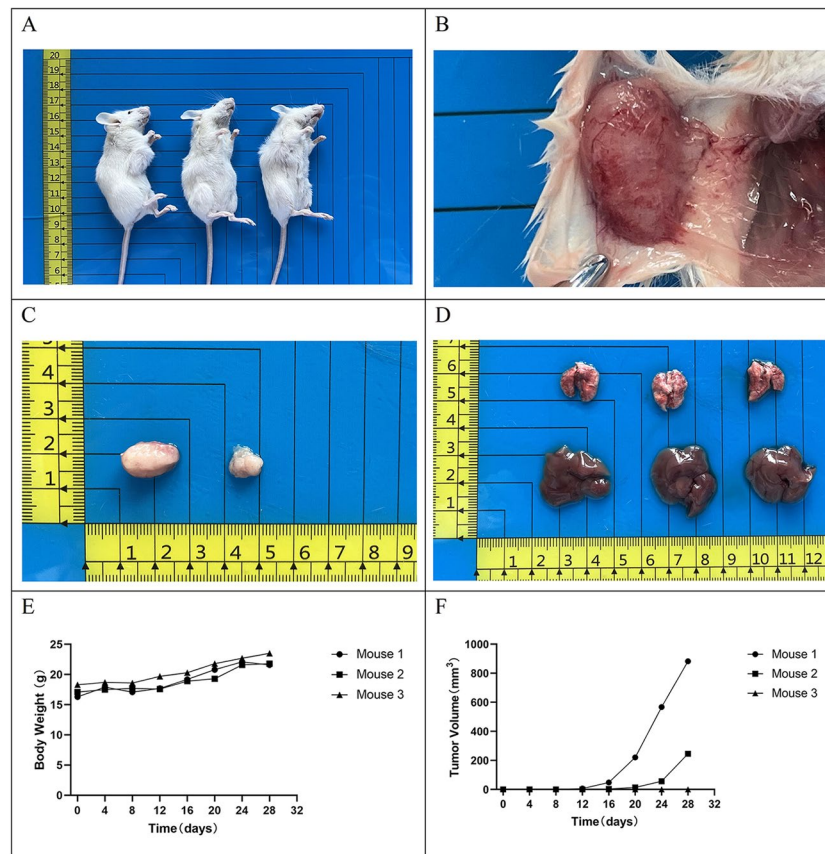 A
B
20
19
18
17
16
15
14
13
12
11
10
9
8
7
6
C
D
5
4
3
2
1
1 2 3 4 5 6 7 8 9
7
6
5
4
3
2
1
1 2 3 4 5 6 7 8 9 10 11 12
E
25
20
15
10
5
0
0 4 8 12 16 20 24 28 32
Body Weight (g)
Time(days)
Mouse 1
Mouse 2
Mouse 3
F
1000
800
600
400
200
0
0 4 8 12 16 20 24 28 32
Tumor Volume(mm³)
Time(days)
Mouse 1
Mouse 2
Mouse 3